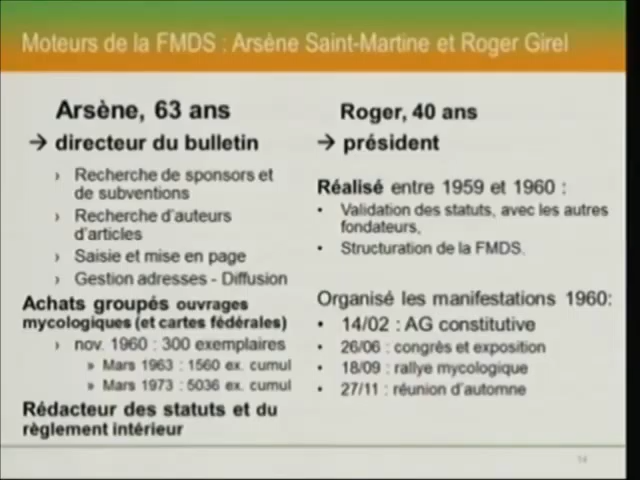 Moteurs de la FMDS : Arsène Saint-Martine et Roger Girel
Arsène, 63 ans
→ directeur du bulletin
› Recherche de sponsors et
de subventions
› Recherche d'auteurs
d'articles
› Saisie et mise en page
› Gestion adresses - Diffusion
Achats groupés ouvrages
mycologiques (et cartes fédérales)
› nov. 1960 : 300 exemplaires
» Mars 1963 : 1560 ex. cumul
» Mars 1973 : 5036 ex. cumul
Rédacteur des statuts et du
règlement intérieur
Roger, 40 ans
→ président
Réalisé entre 1959 et 1960 :
• Validation des statuts, avec les autres
fondateurs,
• Structuration de la FMDS.
Organisé les manifestations 1960:
• 14/02 : AG constitutive
• 26/06 : congrès et exposition
• 18/09 : rallye mycologique
• 27/11 : réunion d'automne
14